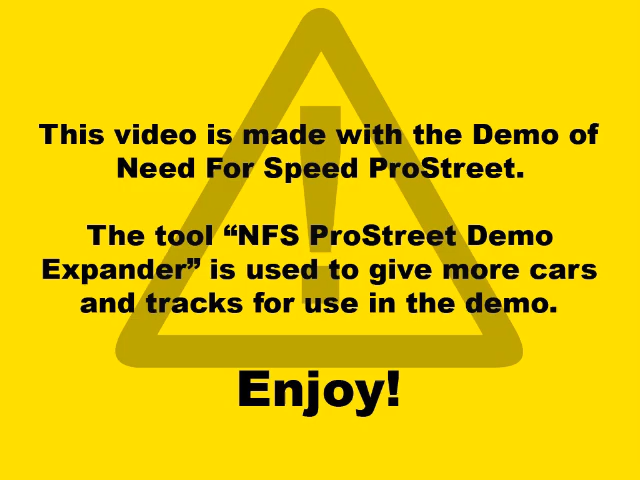 This video is made with the Demo of
Need For Speed ProStreet.
The tool “NFS ProStreet Demo
Expander” is used to give more cars
and tracks for use in the demo.
Enjoy!